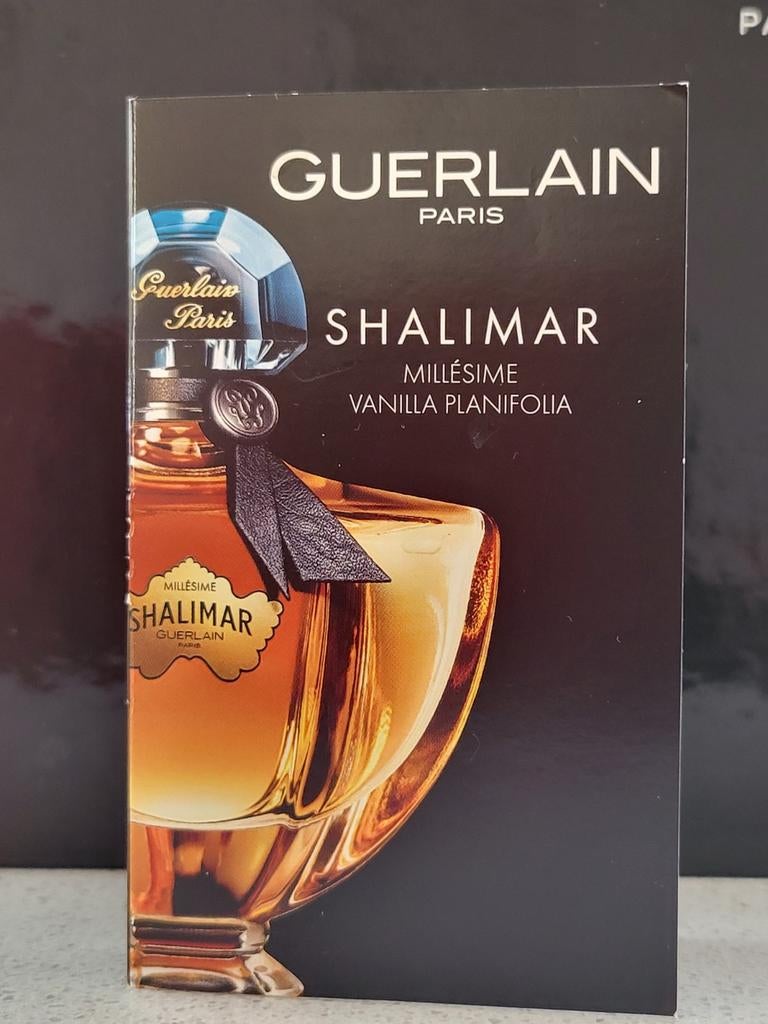 GUERLAIN
PARIS
SHALIMAR
MILLÉSIME
VANILLA PLANIFOLIA
Guerlain
Paris
MILLÉSIME
SHALIMAR
GUERLAIN
PARIS